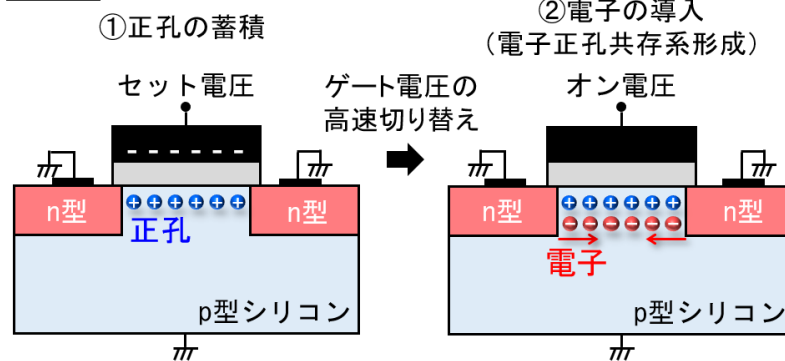 ①正孔の蓄積
セット電圧
n型
正孔
n型
p型シリコン
ゲート電圧の
高速切り替え
②電子の導入
(電子正孔共存系形成)
オン電圧
n型
電子
n型
p型シリコン